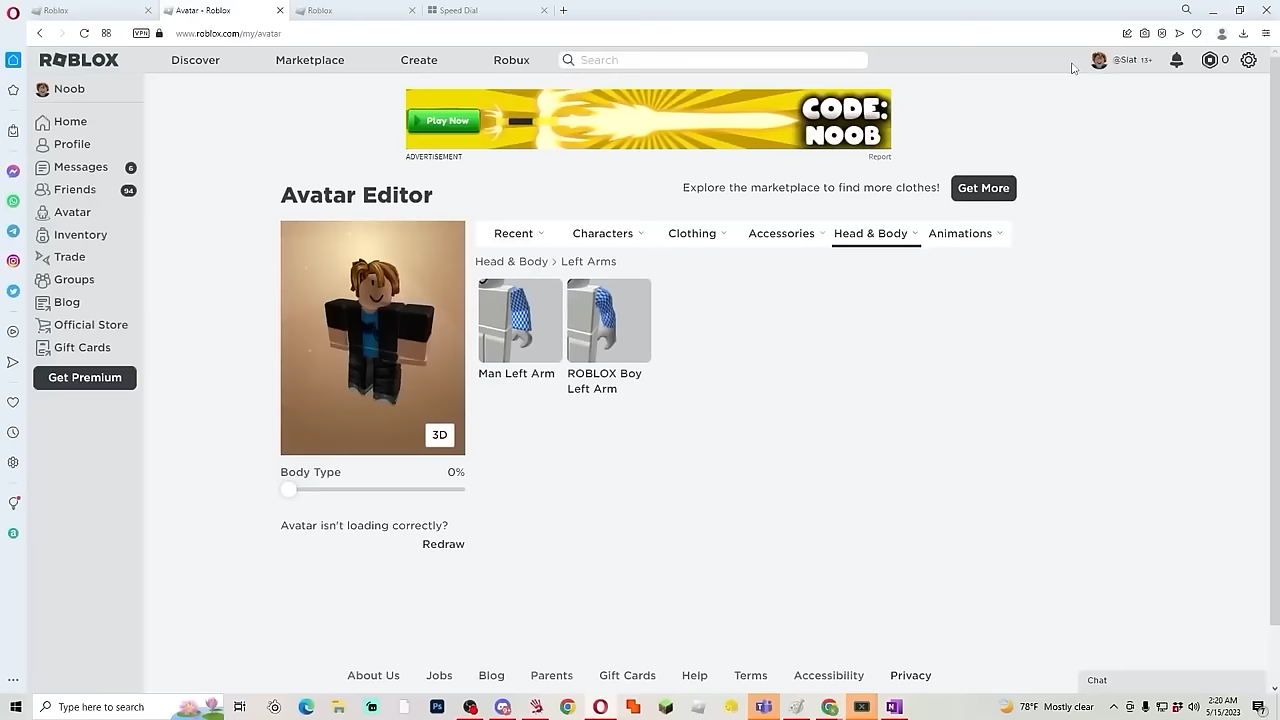 Roblox
Avatar • Roblox
Roblox
Speed Dial
VPN
www.roblox.com/my/avatar
ROBLOX
Discover
Marketplace
Create
Robux
Search
@Slat 13+
0
Noob
Home
Profile
Messages 6
Friends 94
Avatar
Inventory
Trade
Groups
Blog
Official Store
Gift Cards
Get Premium
Play Now
CODE:
NOOB
ADVERTISEMENT
Report
Avatar Editor
Explore the marketplace to find more clothes!
Get More
Recent
Characters
Clothing
Accessories
Head & Body
Animations
Head & Body > Left Arms
Man Left Arm
ROBLOX Boy
Left Arm
3D
Body Type 0%
Avatar isn't loading correctly?
Redraw
About Us
Jobs
Blog
Parents
Gift Cards
Help
Terms
Accessibility
Privacy
Chat
Type here to search
78°F Mostly clear
2:20 AM
5/15/2023